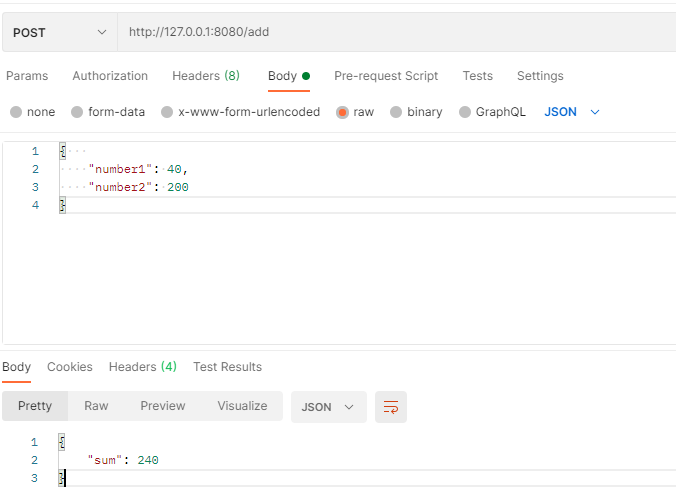 POST http://127.0.0.1:8080/add
Params Authorization Headers (8) Body Pre-request Script Tests Settings
none form-data x-www-form-urlencoded raw binary GraphQL JSON
1 {
2 "number1": 40,
3 "number2": 200
4 }
Body Cookies Headers (4) Test Results
Pretty Raw Preview Visualize JSON
1 {
2 "sum": 240
3 }